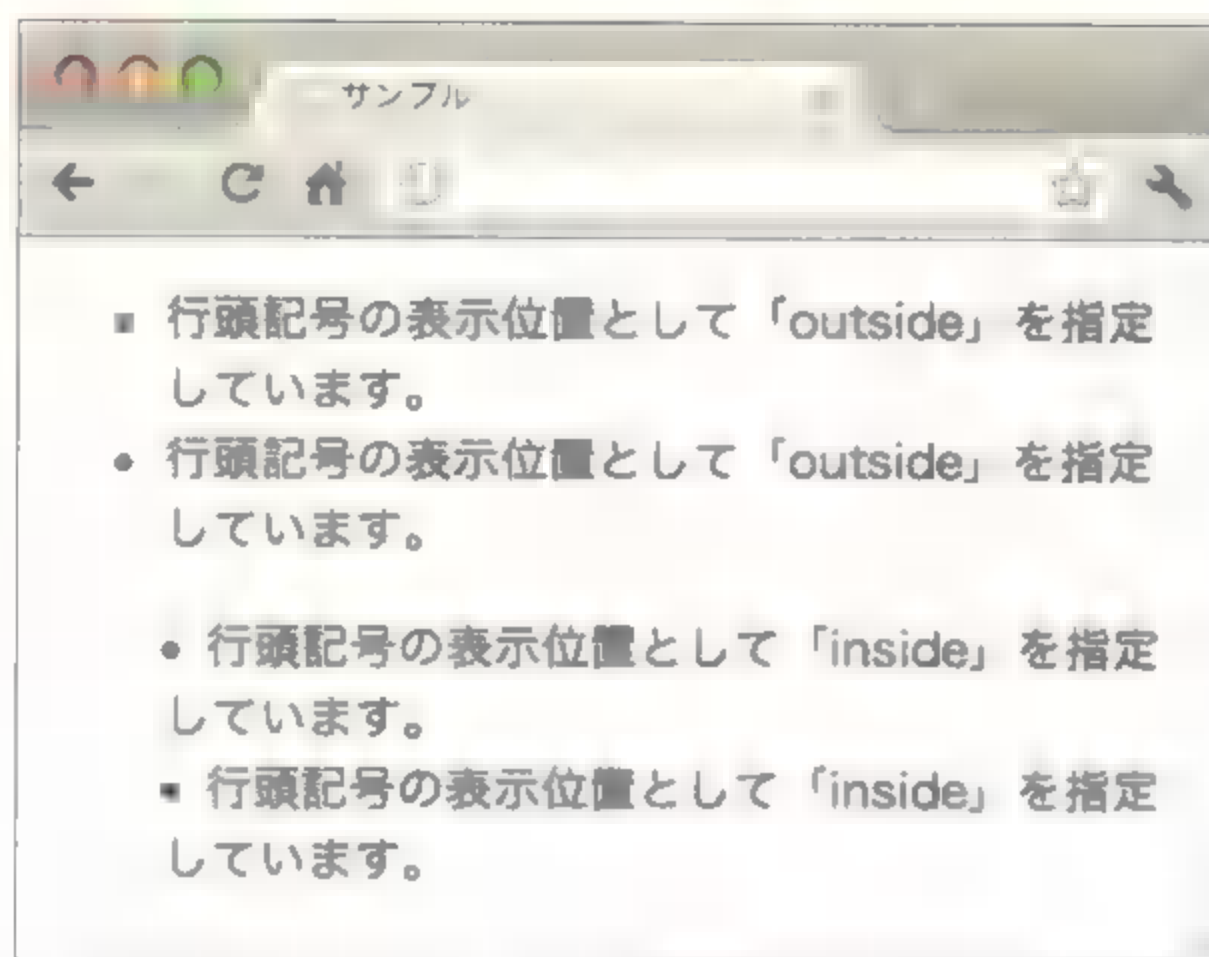 サンプル
行頭記号の表示位置として「outside」を指定
しています。
行頭記号の表示位置として「outside」を指定
しています。
行頭記号の表示位置として「inside」を指定
しています。
行頭記号の表示位置として「inside」を指定
しています。